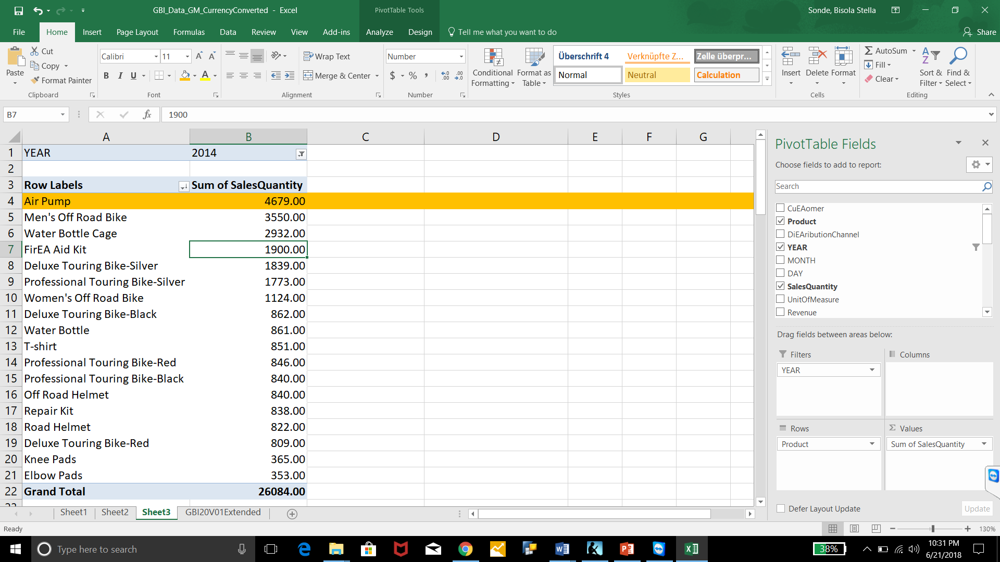 GBI_Data_GM_CurrencyConverted - Excel
PivotTable Tools
Sonde, Bisola Stella
File Home Insert Page Layout Formulas Data Review View Add-ins Analyze Design Tell me what you want to do Share
Paste
Cut
Copy
Format Painter
Clipboard
Calibri 11
B I U
Font
Wrap Text
Merge & Center
Alignment
Number
$ % ,
Number
Conditional Formatting
Format as Table
Überschrift 4 Verknüpfte Z... Zelle überpr...
Normal Neutral Calculation
Styles
Insert Delete Format
Cells
AutoSum
Fill
Clear
Sort & Filter
Find & Select
Editing
B7 fx 1900
A B C D E F G
1 YEAR 2014
2
3 Row Labels Sum of SalesQuantity
4 Air Pump 4679.00
5 Men's Off Road Bike 3550.00
6 Water Bottle Cage 2932.00
7 FirEA Aid Kit 1900.00
8 Deluxe Touring Bike-Silver 1839.00
9 Professional Touring Bike-Silver 1773.00
10 Women's Off Road Bike 1124.00
11 Deluxe Touring Bike-Black 862.00
12 Water Bottle 861.00
13 T-shirt 851.00
14 Professional Touring Bike-Red 846.00
15 Professional Touring Bike-Black 840.00
16 Off Road Helmet 840.00
17 Repair Kit 838.00
18 Road Helmet 822.00
19 Deluxe Touring Bike-Red 809.00
20 Knee Pads 365.00
21 Elbow Pads 353.00
22 Grand Total 26084.00
Sheet1 Sheet2 Sheet3 GBI20V01Extended
PivotTable Fields
Choose fields to add to report:
Search
CuEAomer
Product
DiEAributionChannel
YEAR
MONTH
DAY
SalesQuantity
UnitOfMeasure
Revenue
Drag fields between areas below:
Filters
YEAR
Columns
Rows
Product
Values
Sum of SalesQuantity
Defer Layout Update
Update
Ready
130%
Type here to search
38%
10:31 PM
6/21/2018